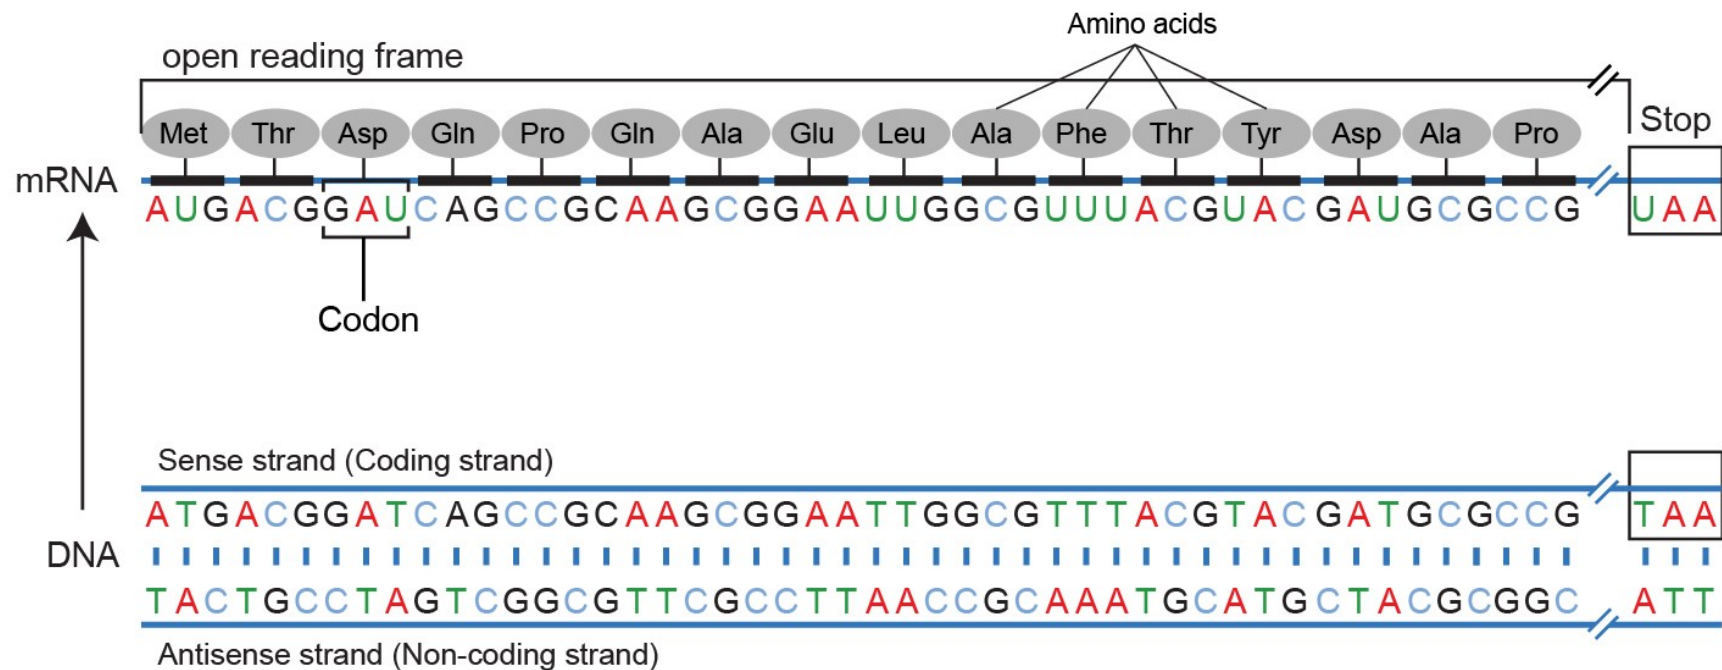 Amino acids
open reading frame
Met Thr Asp Gln Pro Gln Ala Glu Leu Ala Phe Thr Tyr Asp Ala Pro Stop
mRNA
AUGACGGAUCAGCCGCAAGCGGAAUUGGCGUUUACGUACGAUGCGCCG UAA
Codon
Sense strand (Coding strand)
ATGACGGATCAGCCGCAAGCGGAATTGGCGTTTACGTACGATGCGCCG TAA
DNA
TACTGCCTAGTCGGCGTTCGCCTTAACCGCAAATGCATGCTACGCGGC ATT
Antisense strand (Non-coding strand)